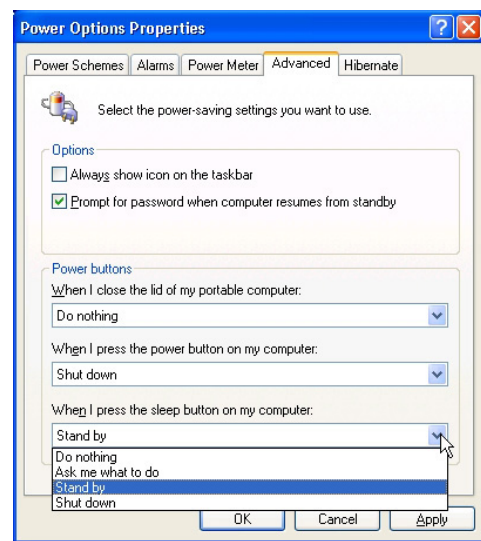 Power Options Properties
Power Schemes Alarms Power Meter Advanced Hibernate
Select the power-saving settings you want to use.
Options
Always show icon on the taskbar
Prompt for password when computer resumes from standby
Power buttons
When I close the lid of my portable computer:
Do nothing
When I press the power button on my computer:
Shut down
When I press the sleep button on my computer:
Stand by
Do nothing
Ask me what to do
Stand by
Shut down
OK Cancel Apply